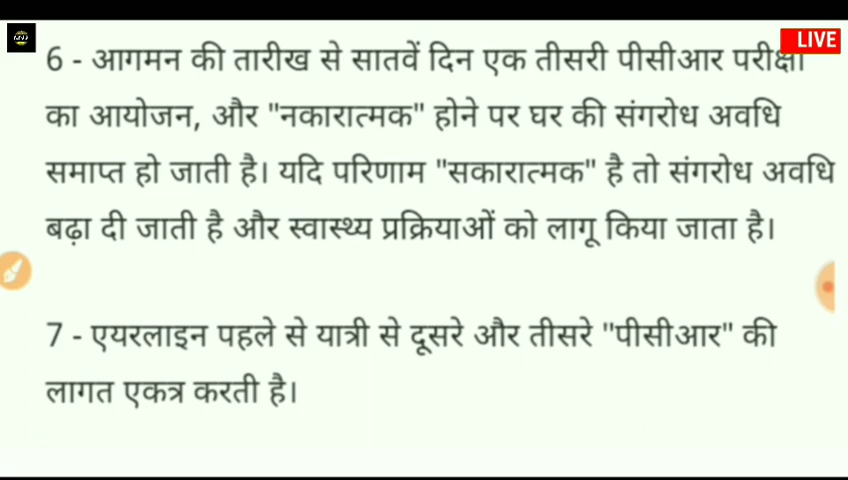 LIVE
6 - आगमन की तारीख से सातवें दिन एक तीसरी पीसीआर परीक्षा
का आयोजन, और "नकारात्मक" होने पर घर की संगरोध अवधि
समाप्त हो जाती है। यदि परिणाम "सकारात्मक" है तो संगरोध अवधि
बढ़ा दी जाती है और स्वास्थ्य प्रक्रियाओं को लागू किया जाता है।
7 - एयरलाइन पहले से यात्री से दूसरे और तीसरे "पीसीआर" की
लागत एकत्र करती है।